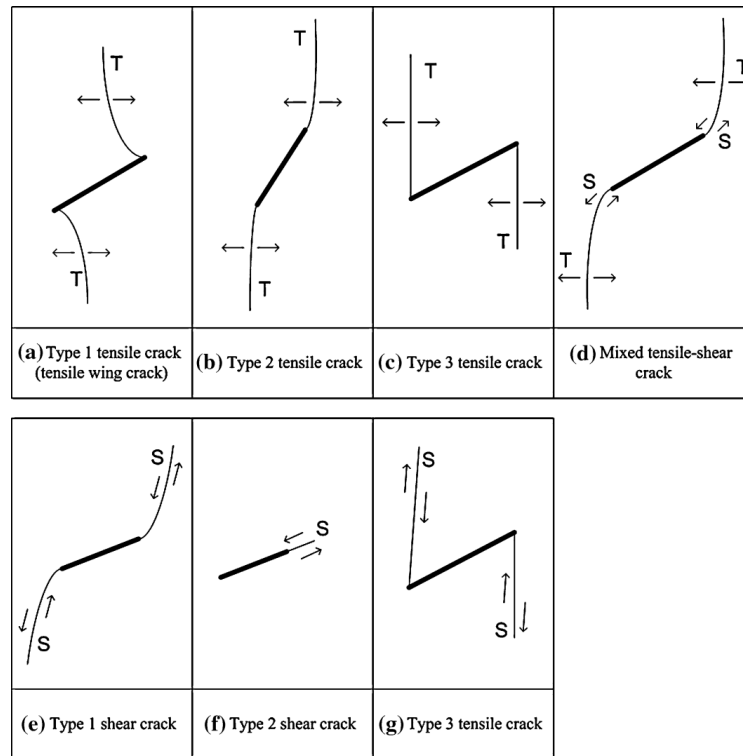 T
T
(a) Type 1 tensile crack
(tensile wing crack)
T
T
(b) Type 2 tensile crack
T
T
(c) Type 3 tensile crack
T
S
S
T
(d) Mixed tensile-shear
crack
S
S
(e) Type 1 shear crack
S
(f) Type 2 shear crack
S
S
(g) Type 3 tensile crack